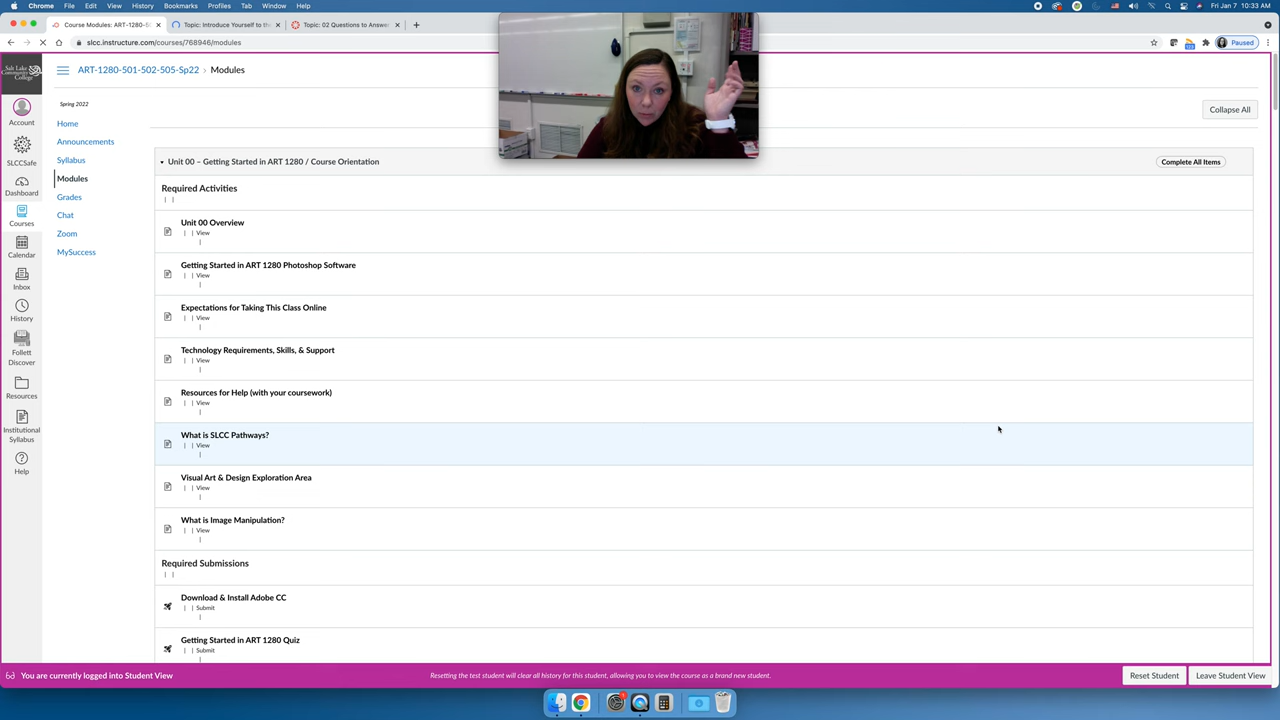 Chrome File Edit View History Bookmarks Profiles Tab Window Help Fri Jan 7 10:33 AM
Course Modules: ART-1280-5 Topic: Introduce Yourself to the Topic: 02 Questions to Answe
slcc.instructure.com/courses/768946/modules Paused
Salt Lake Community College
ART-1280-501-502-505-Sp22 › Modules
Spring 2022
Collapse All
Account
SLCCSafe
Dashboard
Courses
Calendar
Inbox
History
Follett Discover
Resources
Institutional Syllabus
Help
Home
Announcements
Syllabus
Modules
Grades
Chat
Zoom
MySuccess
Unit 00 – Getting Started in ART 1280 / Course Orientation Complete All Items
Required Activities
| |
Unit 00 Overview
| | View
|
Getting Started in ART 1280 Photoshop Software
| | View
|
Expectations for Taking This Class Online
| | View
|
Technology Requirements, Skills, & Support
| | View
|
Resources for Help (with your coursework)
| | View
|
What is SLCC Pathways?
| | View
|
Visual Art & Design Exploration Area
| | View
|
What is Image Manipulation?
| | View
|
Required Submissions
| |
Download & Install Adobe CC
| | Submit
|
Getting Started in ART 1280 Quiz
| | Submit
|
You are currently logged into Student View Resetting the test student will clear all history for this student, allowing you to view the course as a brand new student. Reset Student Leave Student View